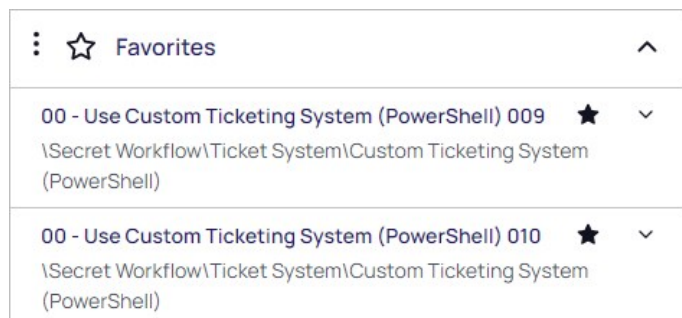 Favorites
00 - Use Custom Ticketing System (PowerShell) 009
\Secret Workflow\Ticket System\Custom Ticketing System
(PowerShell)
00 - Use Custom Ticketing System (PowerShell) 010
\Secret Workflow\Ticket System\Custom Ticketing System
(PowerShell)